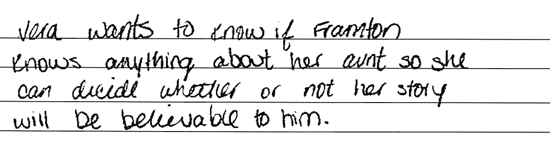 Vera wants to know if Framton
knows anything about her aunt so she
can decide whether or not her story
will be believable to him.